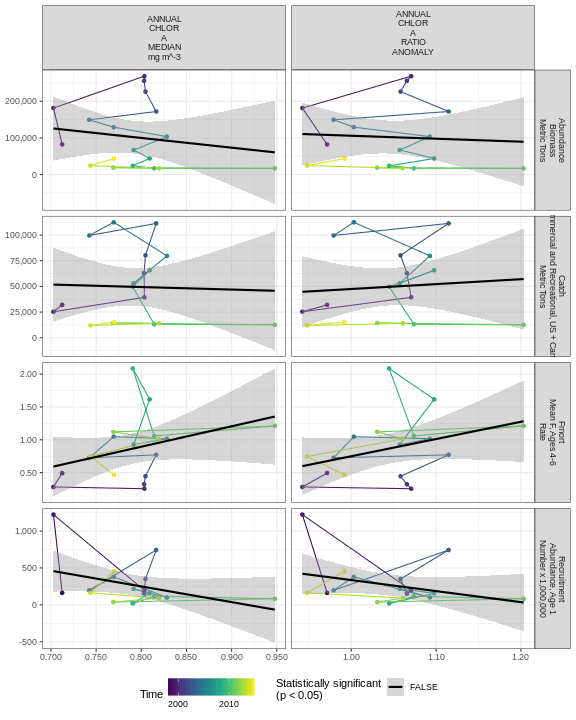 ANNUAL
CHLOR
A
MEDIAN
mg m^-3
ANNUAL
CHLOR
A
RATIO
ANOMALY
200,000
100,000
0
Abundance
Biomass
Metric Tons
100,000
75,000
50,000
25,000
0
Catch
mmercial and Recreational, US + Can
Metric Tons
2.00
1.50
1.00
0.50
Fmort
Mean F, Ages 4-6
Rate
1,000
500
0
-500
Recruitment
Abundance, Age 1
Number x 1,000,000
0.700 0.750 0.800 0.850 0.900 0.950
1.00 1.10 1.20
Time
2000 2010
Statistically significant
(p < 0.05)
FALSE